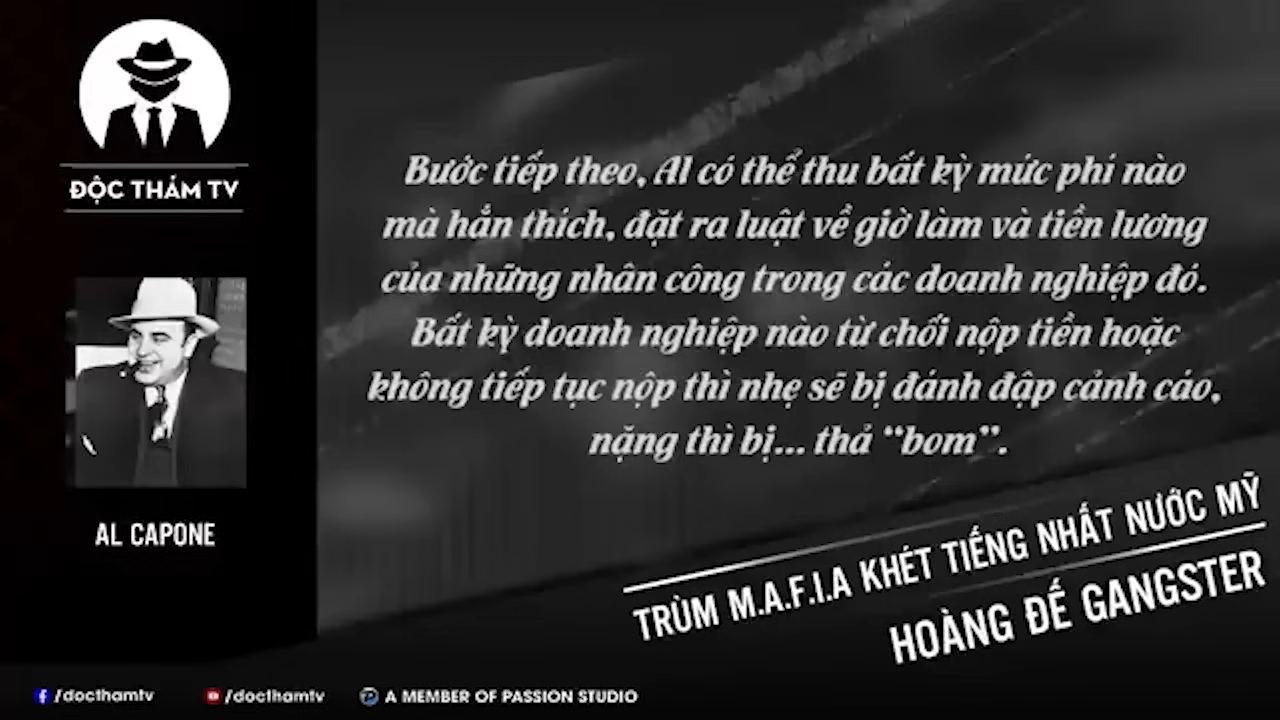 ĐỘC THÁM TV
AL CAPONE
Bước tiếp theo, Al có thể thu bất kỳ mức phí nào
mà hắn thích, đặt ra luật về giờ làm và tiền lương
của những nhân công trong các doanh nghiệp đó.
Bất kỳ doanh nghiệp nào từ chối nộp tiền hoặc
không tiếp tục nộp thì nhẹ sẽ bị đánh đập cảnh cáo,
nặng thì bị... thả “bom”.
TRÙM M.A.F.I.A KHÉT TIẾNG NHẤT NƯỚC MỸ
HOÀNG ĐẾ GANGSTER
/docthamtv
/docthamtv
A MEMBER OF PASSION STUDIO